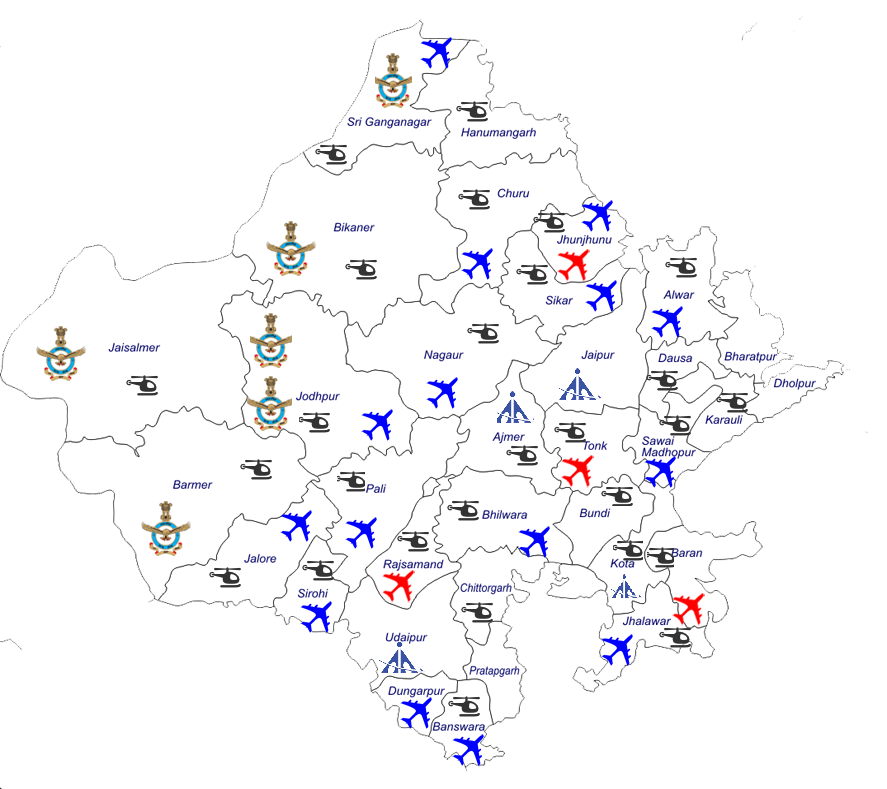 Sri Ganganagar
Hanumangarh
Churu
Bikaner
Jhunjhunu
Sikar
Alwar
Jaisalmer
Nagaur
Jaipur
Dausa
Bharatpur
Dholpur
Jodhpur
Karauli
Ajmer
Tonk
Sawai
Madhopur
Barmer
Pali
Bhilwara
Bundi
Jalore
Rajsamand
Kota
Baran
Sirohi
Chittorgarh
Jhalawar
Udaipur
Pratapgarh
Dungarpur
Banswara